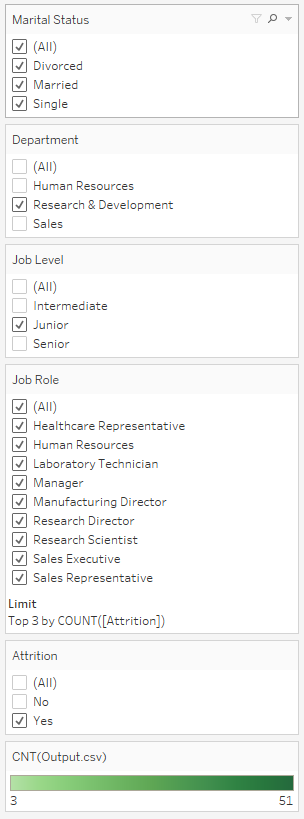 Marital Status
(All)
Divorced
Married
Single
Department
(All)
Human Resources
Research & Development
Sales
Job Level
(All)
Intermediate
Junior
Senior
Job Role
(All)
Healthcare Representative
Human Resources
Laboratory Technician
Manager
Manufacturing Director
Research Director
Research Scientist
Sales Executive
Sales Representative
Limit
Top 3 by COUNT([Attrition])
Attrition
(All)
No
Yes
CNT(Output.csv)
3 51